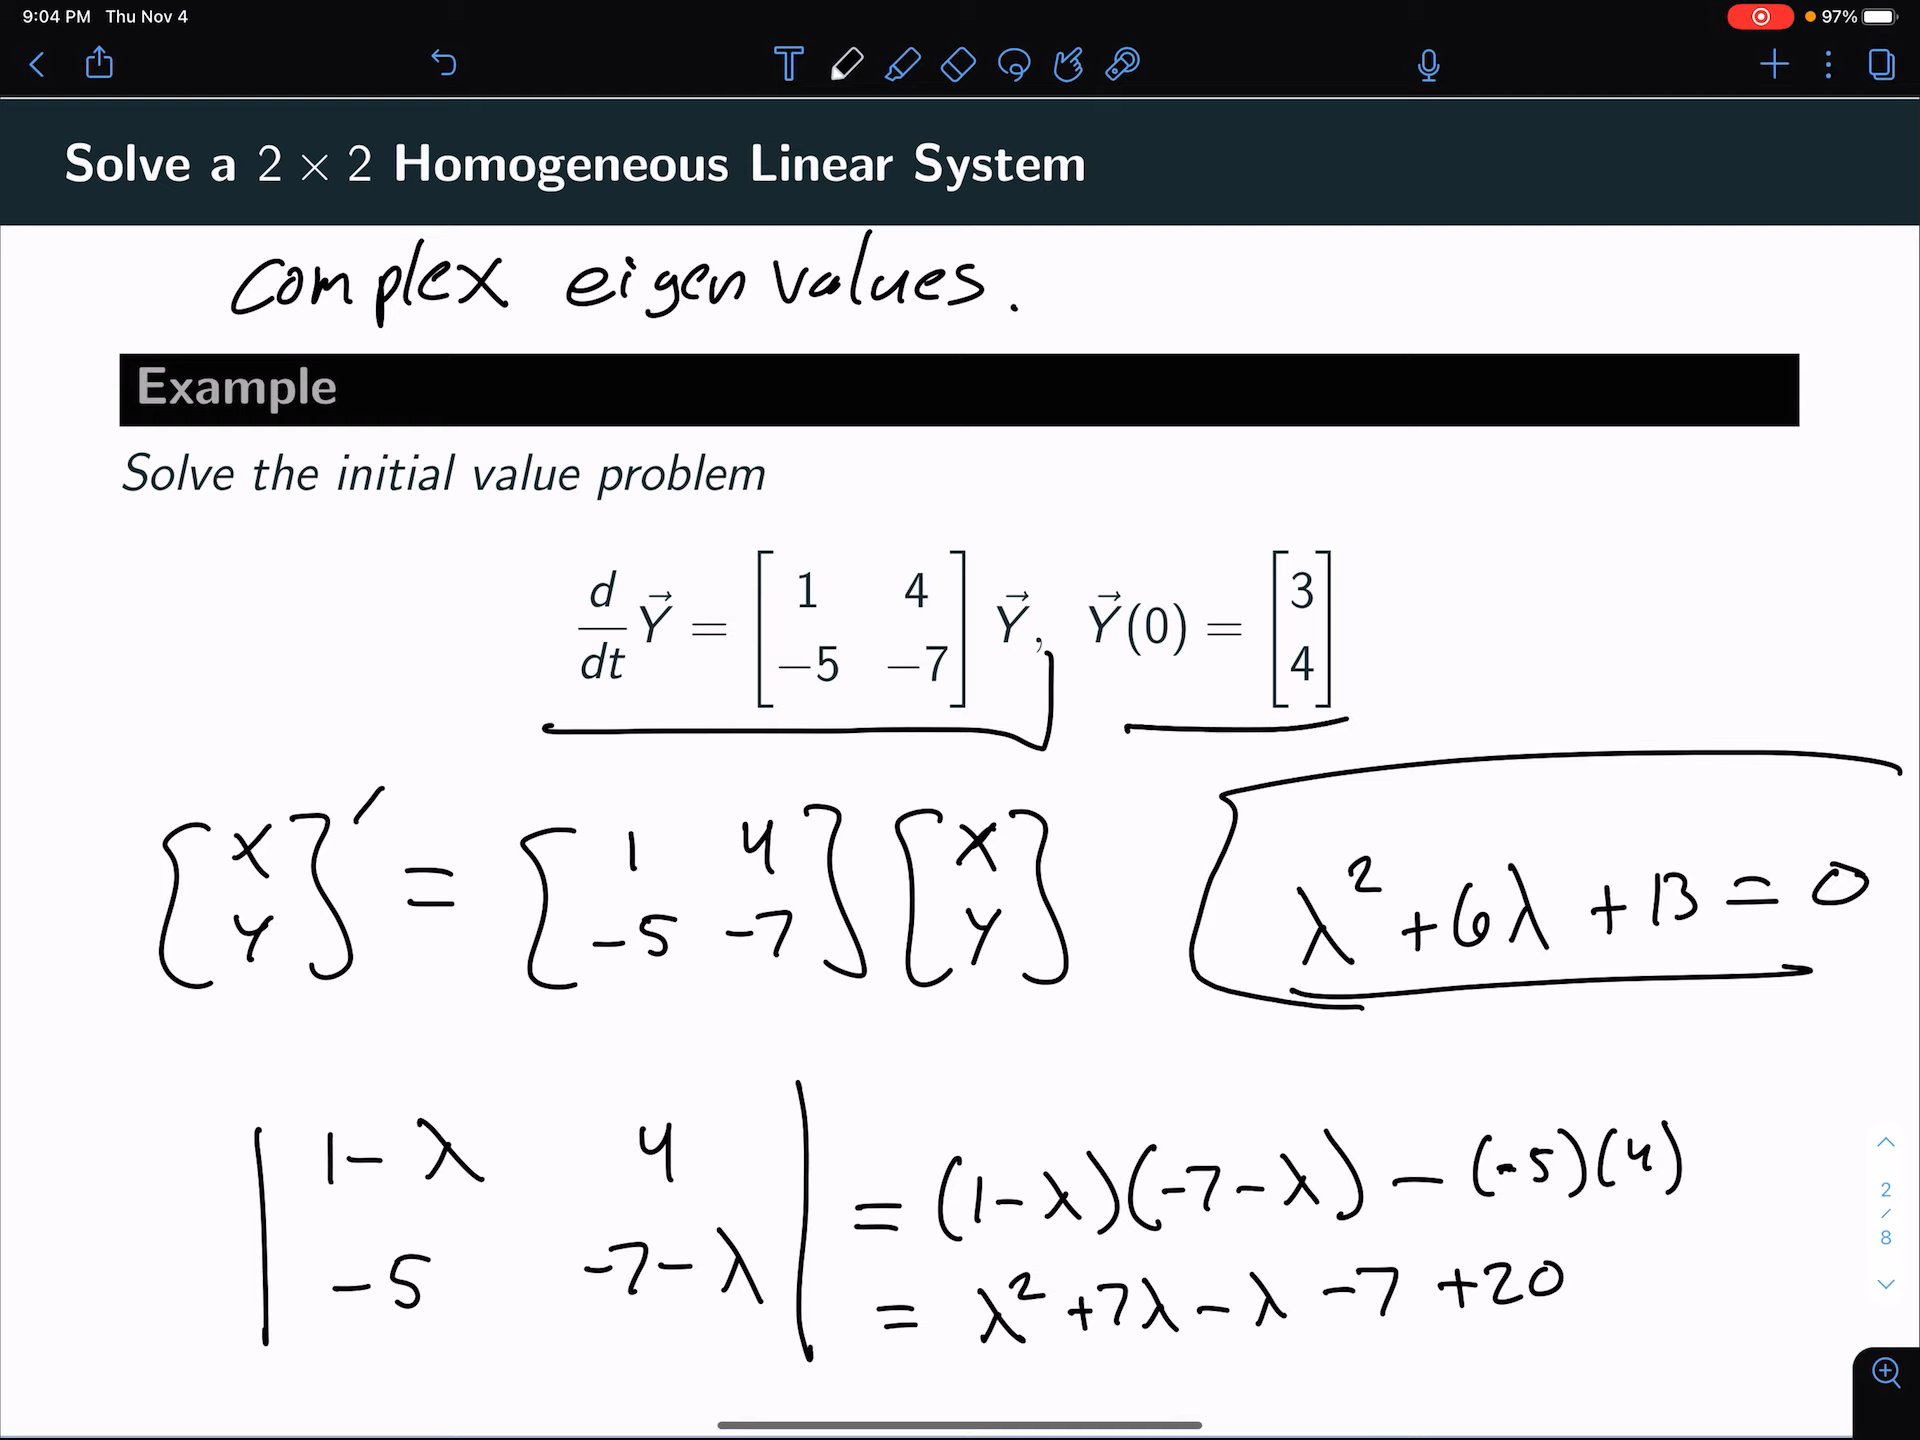 9:04 PM Thu Nov 4 97%
Solve a 2 × 2 Homogeneous Linear System
complex eigenvalues.
Example
Solve the initial value problem
d/dt Y⃗ = [1 4; −5 −7] Y⃗, Y⃗(0) = [3; 4]
[x; y]′ = [1 4; −5 −7] [x; y]
λ² + 6λ + 13 = 0
|1−λ 4; −5 −7−λ| = (1−λ)(−7−λ) − (−5)(4)
= λ² + 7λ − λ − 7 + 20
2 / 8